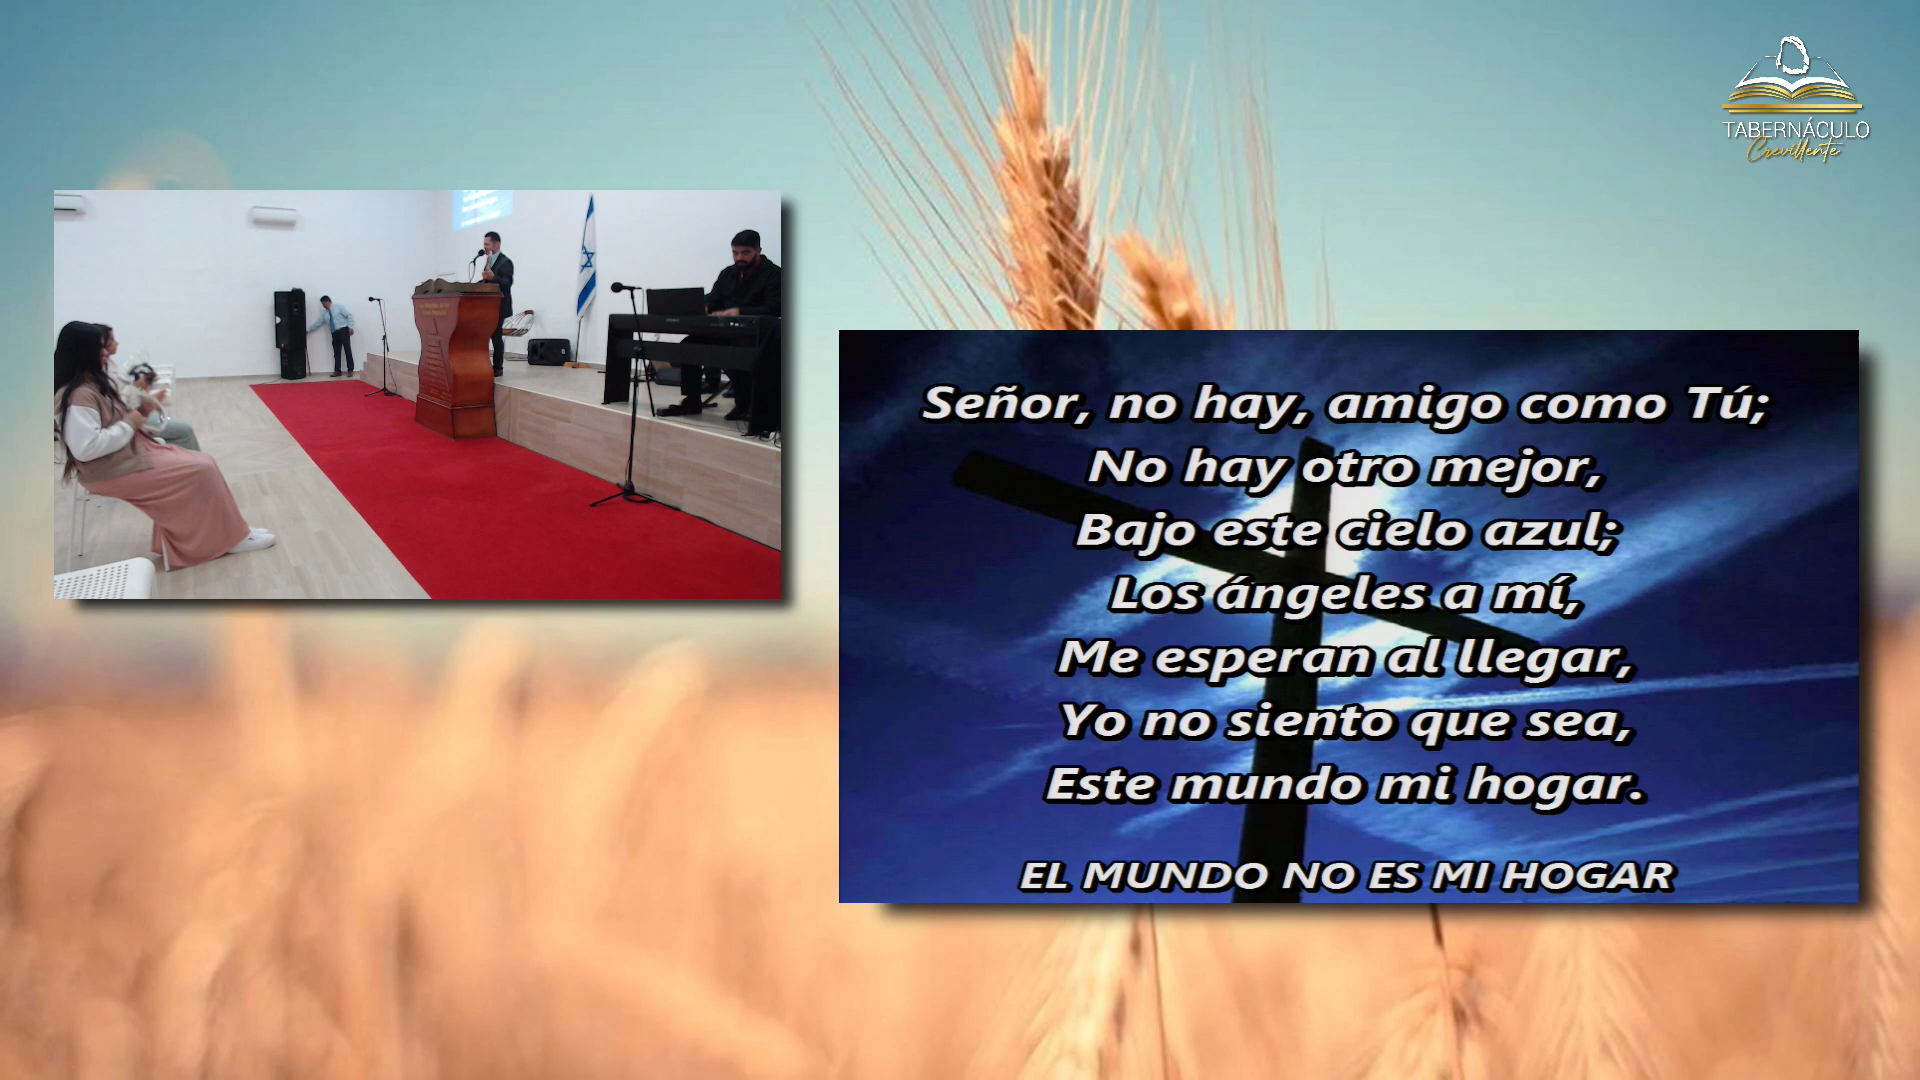 TABERNÁCULO
Crevillente
Señor, no hay, amigo como Tú;
No hay otro mejor,
Bajo este cielo azul;
Los ángeles a mí,
Me esperan al llegar,
Yo no siento que sea,
Este mundo mi hogar.
EL MUNDO NO ES MI HOGAR